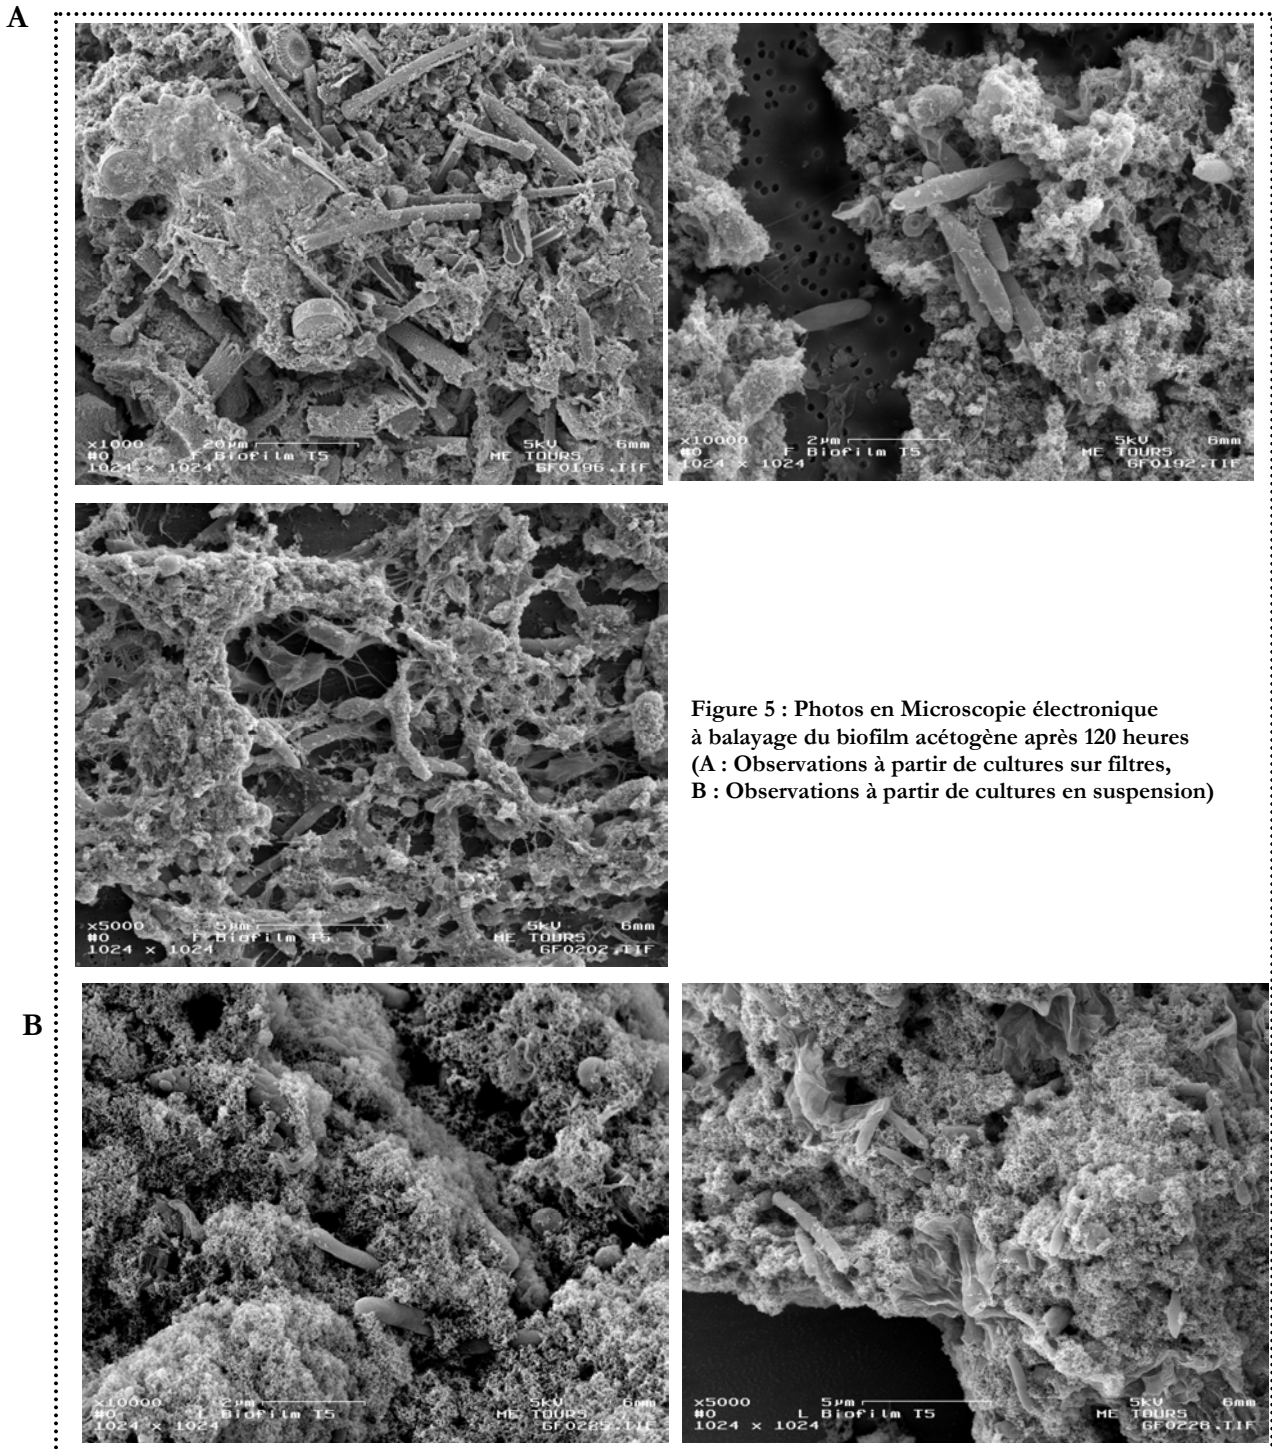 A
x1000 20µm 5kV 6mm
#0 F Biofilm T5 ME TOURS
1024 x 1024 GF0196.TIF
x10000 2µm 5kV 6mm
#0 F Biofilm T5 ME TOURS
1024 x 1024 GF0192.TIF
x5000 5µm 5kV 6mm
#0 F Biofilm T5 ME TOURS
1024 x 1024 GF0202.TIF
Figure 5 : Photos en Microscopie électronique
à balayage du biofilm acétogène après 120 heures
(A : Observations à partir de cultures sur filtres,
B : Observations à partir de cultures en suspension)
B
x10000 2µm 5kV 6mm
#0 L Biofilm T5 ME TOURS
1024 x 1024 GF0225.TIF
x5000 5µm 5kV 6mm
#0 L Biofilm T5 ME TOURS
1024 x 1024 GF0228.TIF